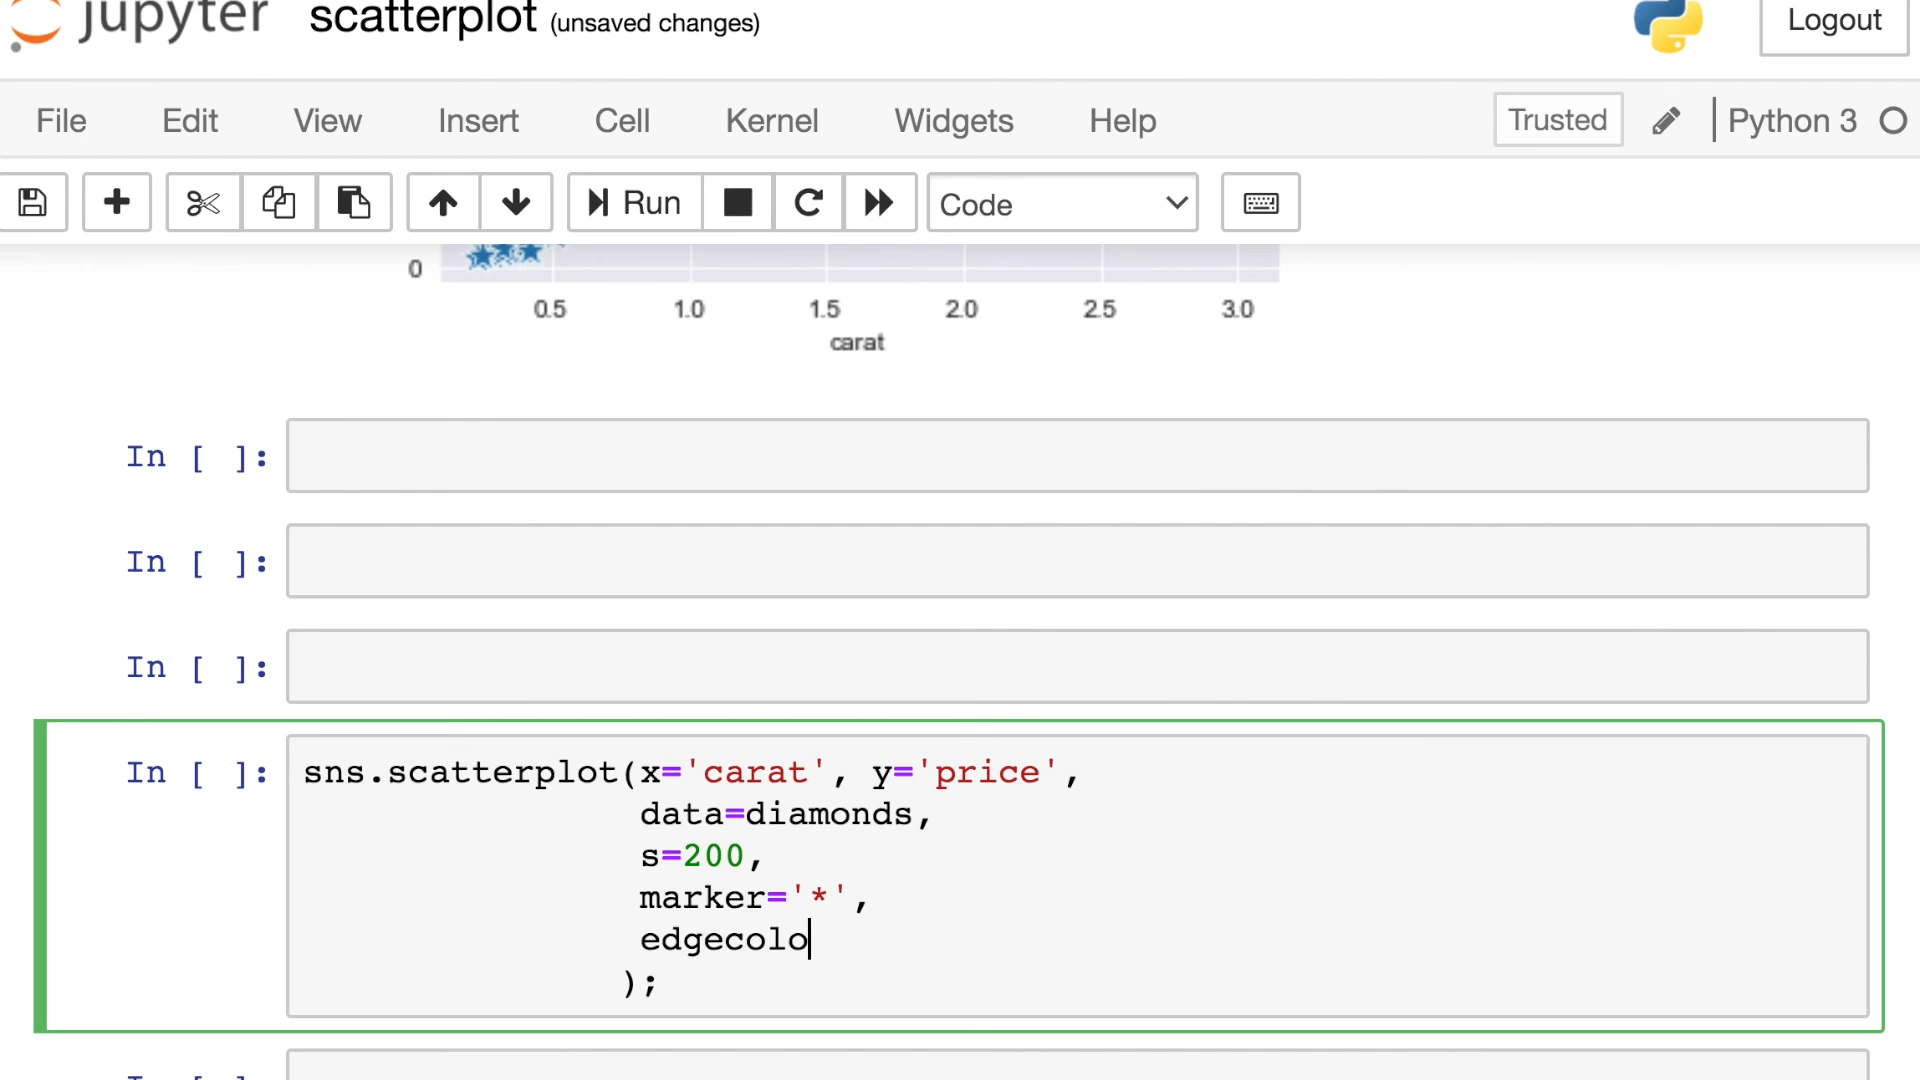 jupyter scatterplot (unsaved changes) Logout
File Edit View Insert Cell Kernel Widgets Help Trusted Python 3
Run Code
0
0.5 1.0 1.5 2.0 2.5 3.0
carat
In [ ]:
In [ ]:
In [ ]:
In [ ]: sns.scatterplot(x='carat', y='price',
data=diamonds,
s=200,
marker='*',
edgecolo
);